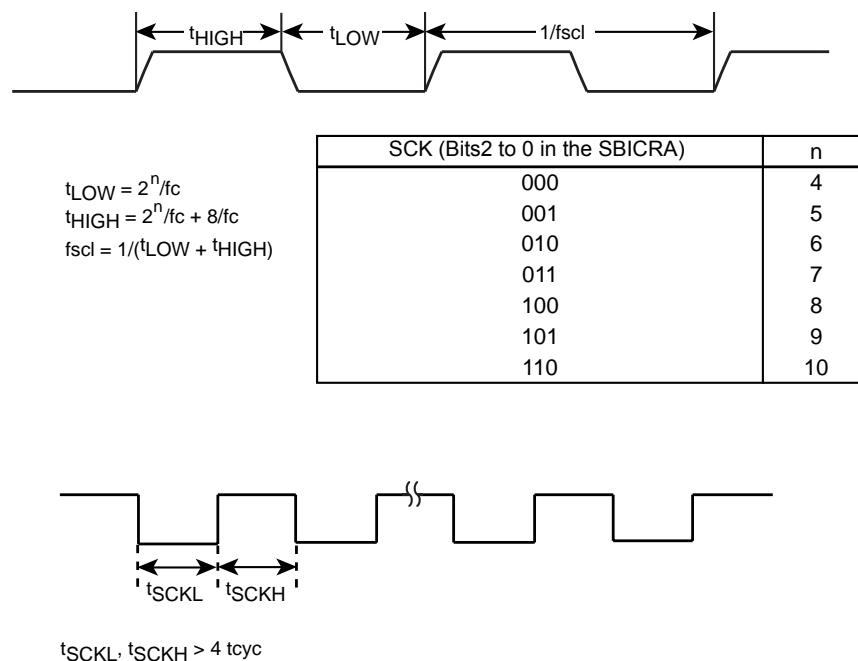 tHIGH tLOW 1/fscl
SCK (Bits2 to 0 in the SBICRA) n
tLOW = 2^n/fc
tHIGH = 2^n/fc + 8/fc
fscl = 1/(tLOW + tHIGH)
000 4
001 5
010 6
011 7
100 8
101 9
110 10
tSCKL tSCKH
tSCKL, tSCKH > 4 tcyc